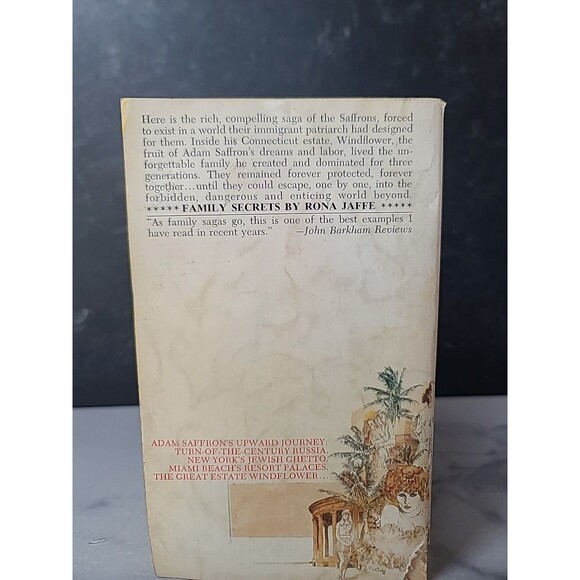 Here is the rich, compelling saga of the Saffrons, forced
to exist in a world their immigrant patriarch had designed
for them. Inside his Connecticut estate, Windflower, the
fruit of Adam Saffron's dreams and labor, lived the un-
forgettable family he created and dominated for three
generations. They remained forever protected, forever
together...until they could escape, one by one, into the
forbidden, dangerous and enticing world beyond.
★★★★★ FAMILY SECRETS BY RONA JAFFE ★★★★★
"As family sagas go, this is one of the best examples I
have read in recent years." —John Barkham Reviews
ADAM SAFFRON'S UPWARD JOURNEY:
TURN-OF-THE-CENTURY RUSSIA,
NEW YORK'S JEWISH GHETTO,
MIAMI BEACH'S RESORT PALACES,
THE GREAT ESTATE WINDFLOWER...